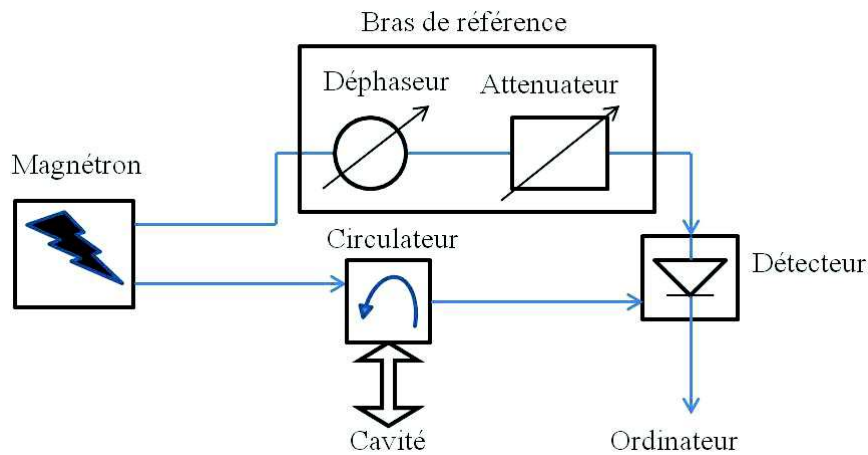 Bras de référence
Déphaseur
Attenuateur
Magnétron
Circulateur
Détecteur
Cavité
Ordinateur